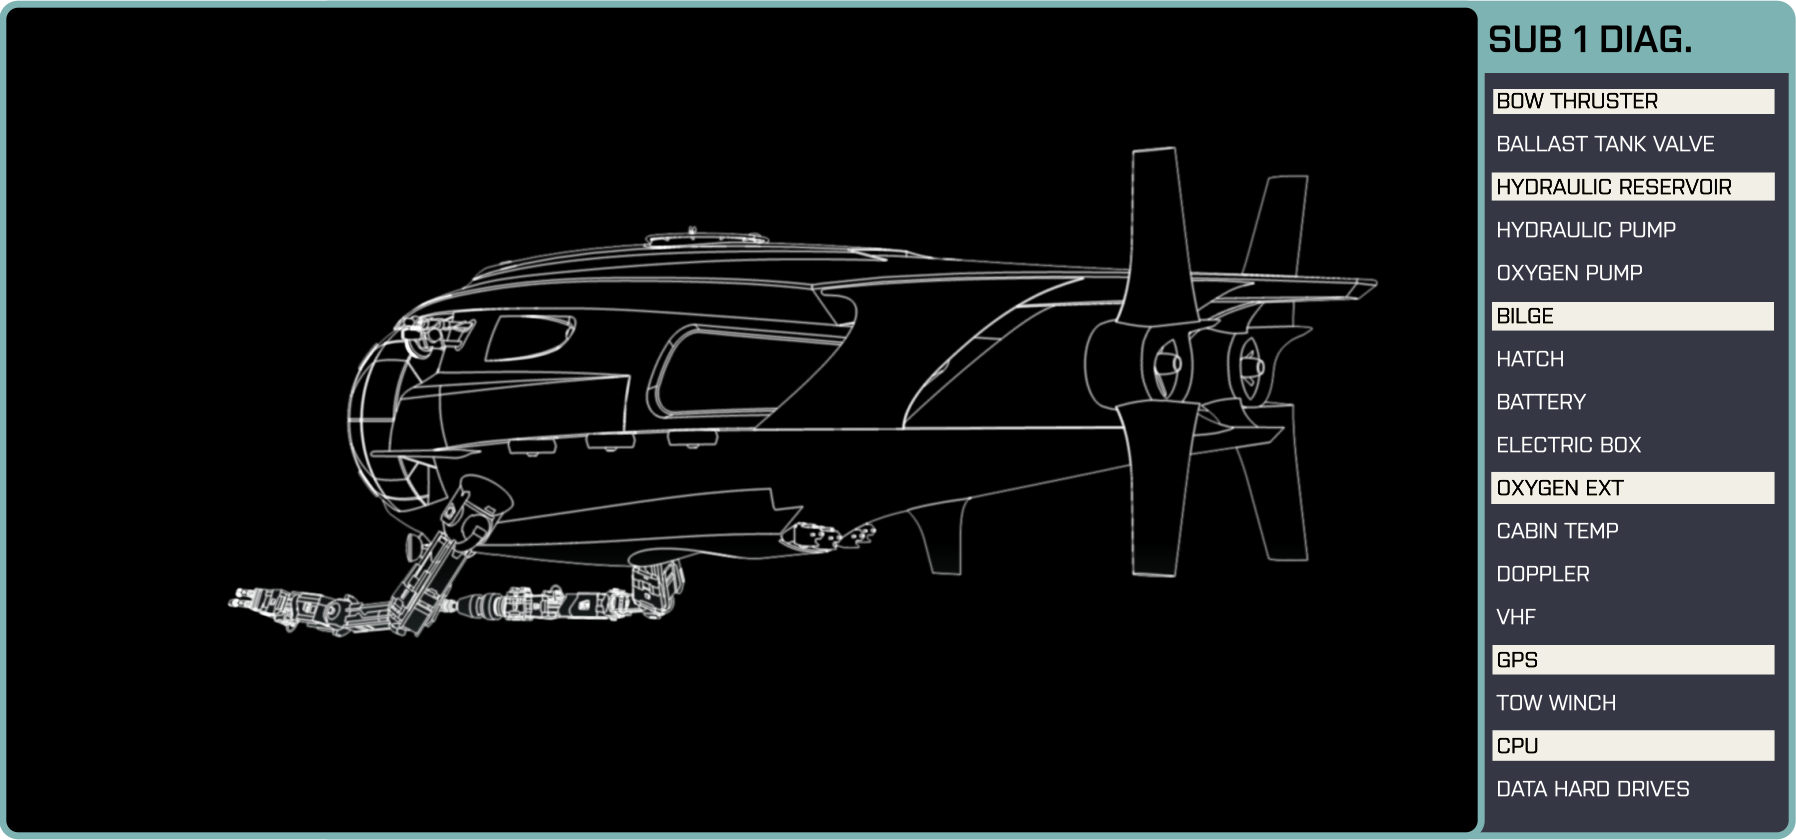 SUB 1 DIAG.
BOW THRUSTER
BALLAST TANK VALVE
HYDRAULIC RESERVOIR
HYDRAULIC PUMP
OXYGEN PUMP
BILGE
HATCH
BATTERY
ELECTRIC BOX
OXYGEN EXT
CABIN TEMP
DOPPLER
VHF
GPS
TOW WINCH
CPU
DATA HARD DRIVES